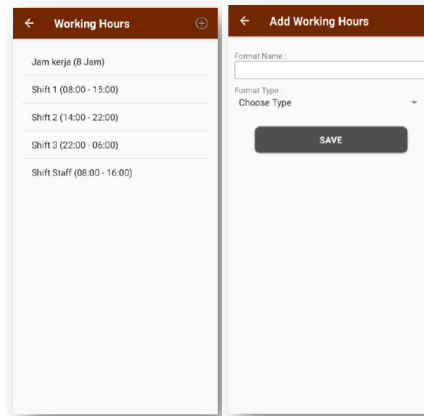 Working Hours
Jam kerja (8 Jam)
Shift 1 (08:00 - 15:00)
Shift 2 (14:00 - 22:00)
Shift 3 (22:00 - 06:00)
Shift Staff (08:00 - 16:00)
Add Working Hours
Format Name :
Format Type :
Choose Type
SAVE